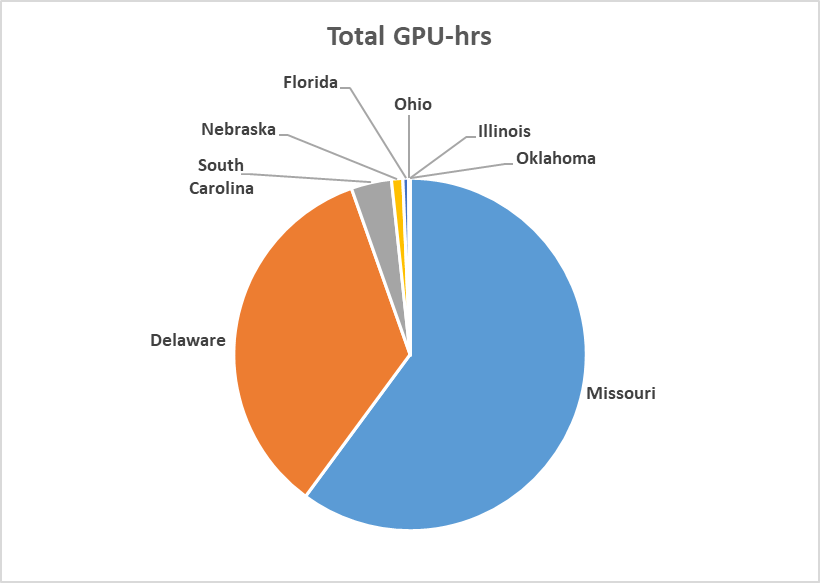 Total GPU-hrs
Florida
Ohio
Nebraska
Illinois
Oklahoma
South
Carolina
Delaware
Missouri